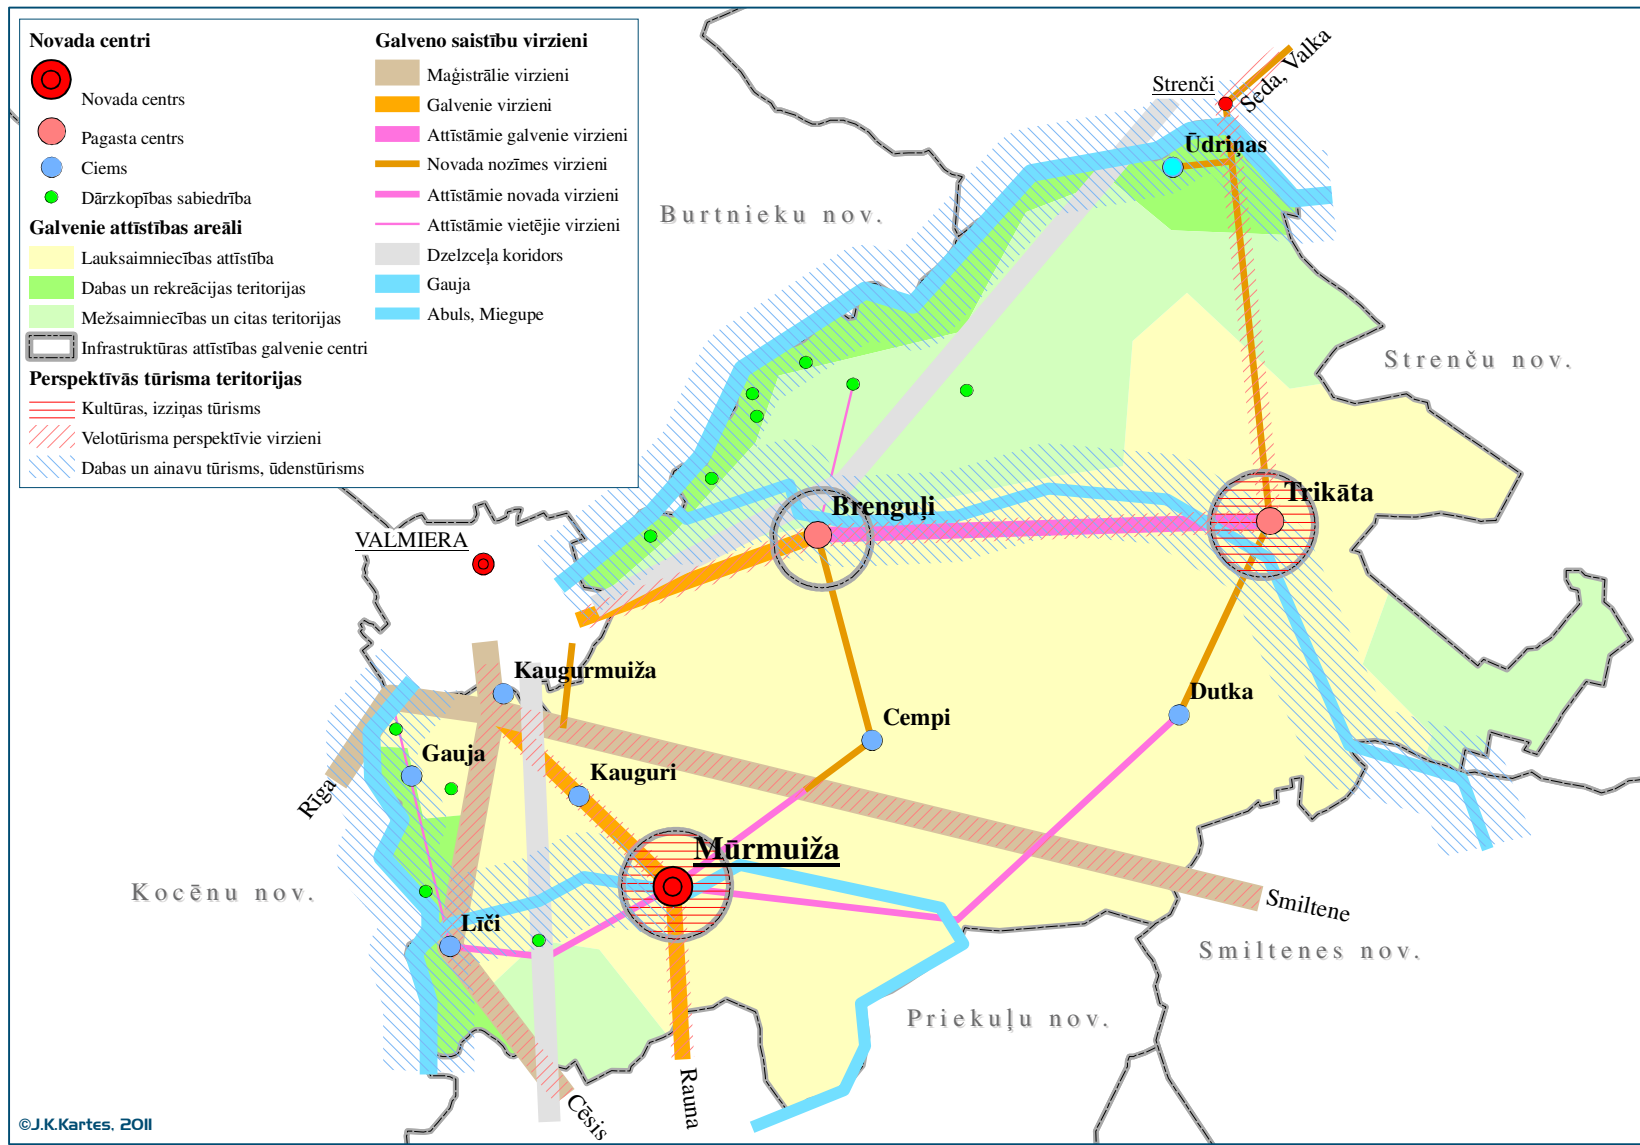 Novada centri
Novada centrs
Pagasta centrs
Ciems
Dārzkopības sabiedrība
Galvenie attīstības areāli
Lauksaimniecības attīstība
Dabas un rekreācijas teritorijas
Mežsaimniecības un citas teritorijas
Infrastruktūras attīstības galvenie centri
Perspektīvās tūrisma teritorijas
Kultūras, izziņas tūrisms
Velotūrisma perspektīvie virzieni
Dabas un ainavu tūrisms, ūdenstūrisms
Galveno saistību virzieni
Maģistrālie virzieni
Galvenie virzieni
Attīstāmie galvenie virzieni
Novada nozīmes virzieni
Attīstāmie novada virzieni
Attīstāmie vietējie virzieni
Dzelzceļa koridors
Gauja
Abuls, Miegupe
Strenči
Seda, Valka
Ūdriņas
Burtnieku nov.
Strenču nov.
Trikāta
Brenguļi
VALMIERA
Kaugurmuiža
Dutka
Cempi
Gauja
Kauguri
Rīga
Mūrmuiža
Kocēnu nov.
Smiltene
Līči
Smiltenes nov.
Priekuļu nov.
Rauna
Cēsis
©J.K.Kartes, 2011